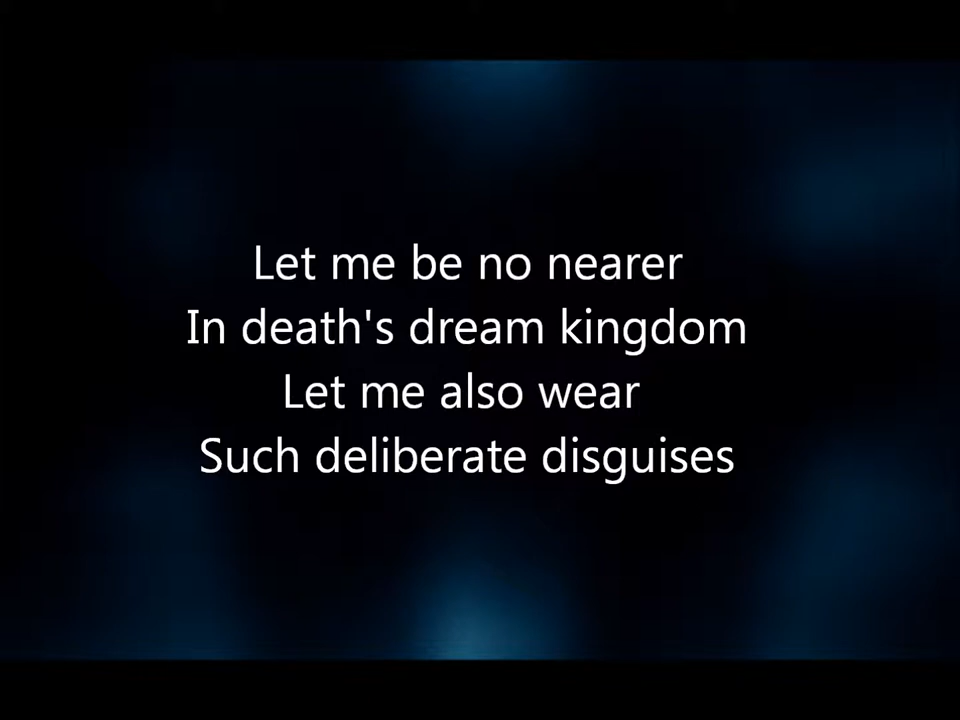 Let me be no nearer
In death's dream kingdom
Let me also wear
Such deliberate disguises